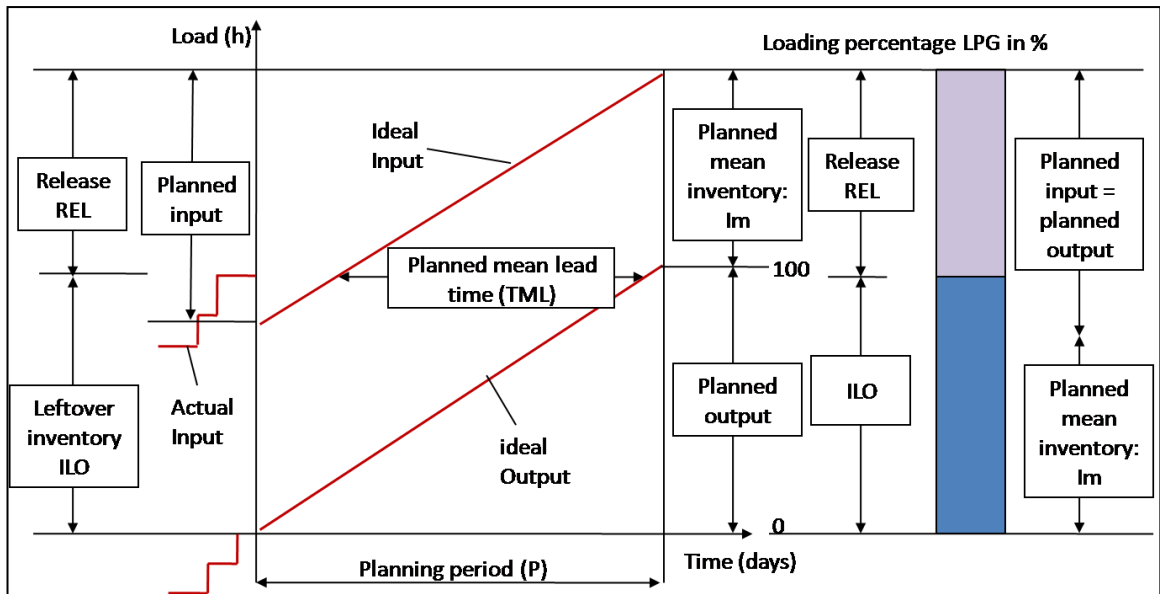 Load (h)
Loading percentage LPG in %
Release
REL
Planned
input
Ideal
Input
Planned
mean
inventory:
Im
Release
REL
Planned
input =
planned
output
Planned mean lead
time (TML)
100
Leftover
inventory
ILO
Actual
Input
ideal
Output
Planned
output
ILO
Planned
mean
inventory:
Im
0
Time (days)
Planning period (P)